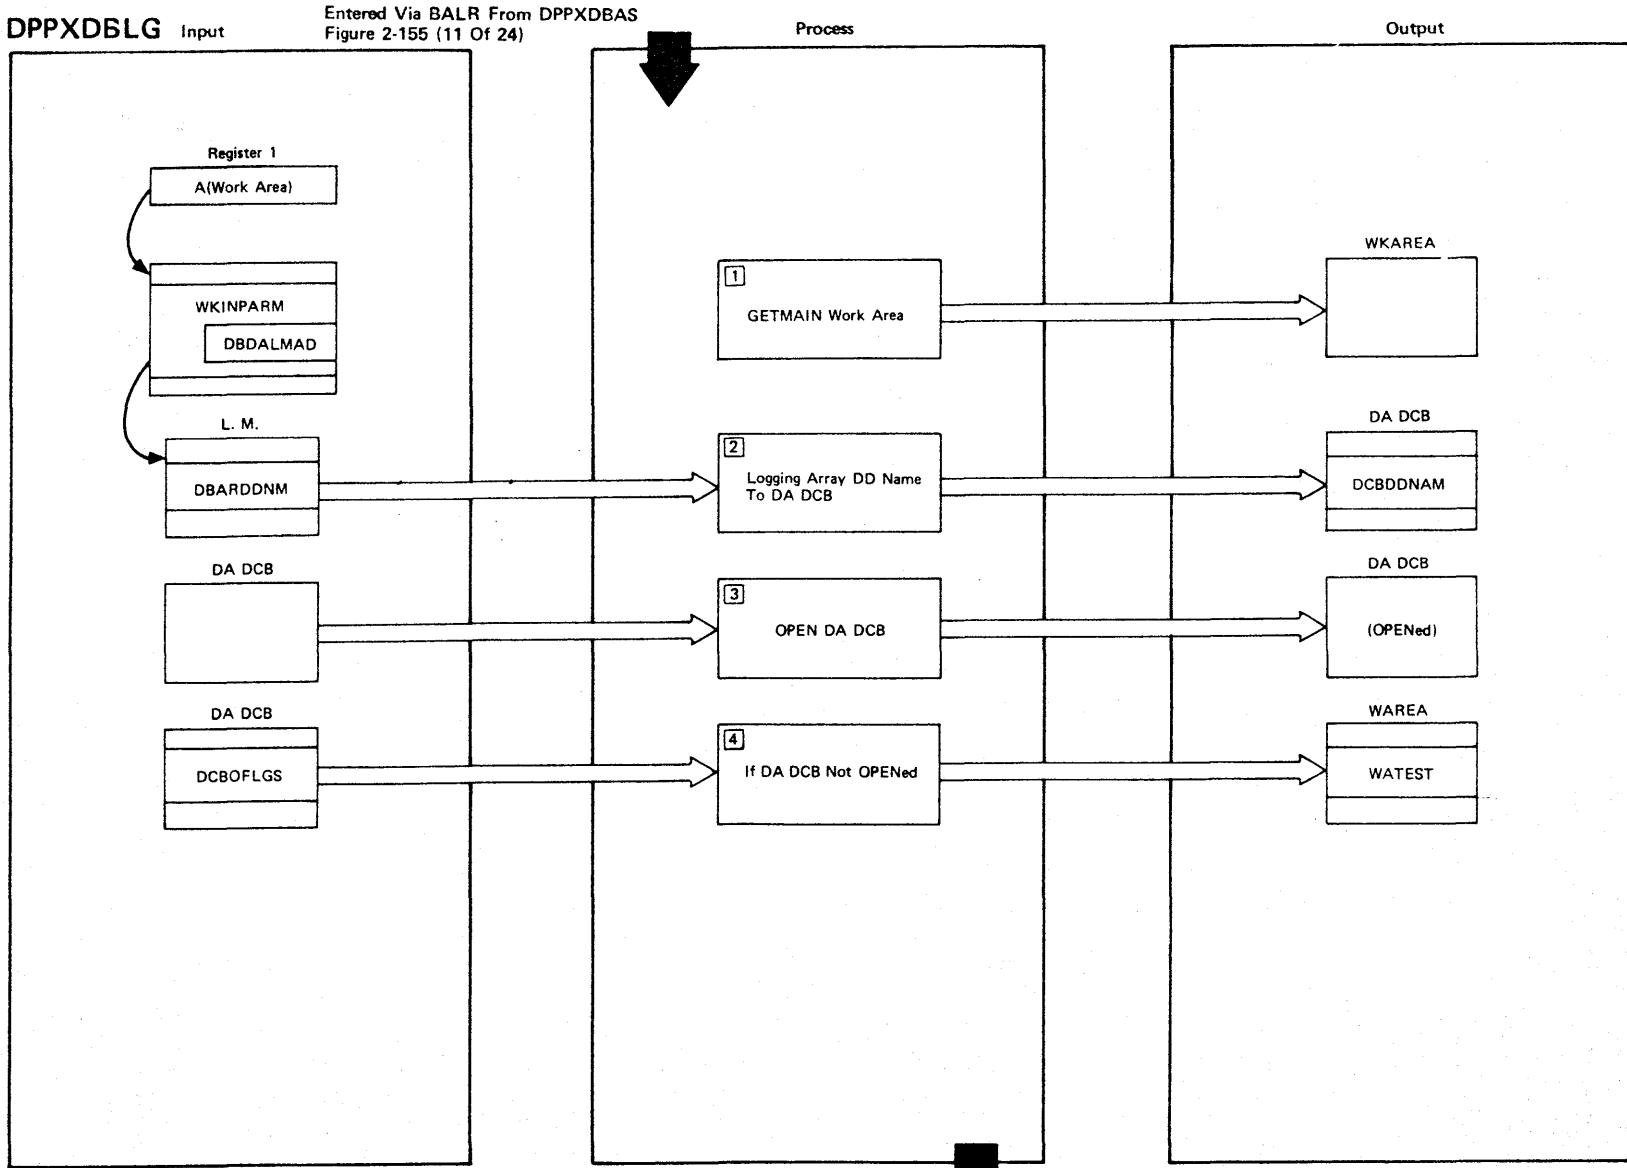 DPPXDBLG Input
Entered Via BALR From DPPXDBAS
Figure 2-155 (11 Of 24)
Process
Output
Register 1
A(Work Area)
WKINPARM
DBDALMAD
L. M.
DBARDDNM
DA DCB
DA DCB
DCBOFLGS
1
GETMAIN Work Area
2
Logging Array DD Name
To DA DCB
3
OPEN DA DCB
4
If DA DCB Not OPENed
WKAREA
DA DCB
DCBDDNAM
DA DCB
(OPENed)
WAREA
WATEST